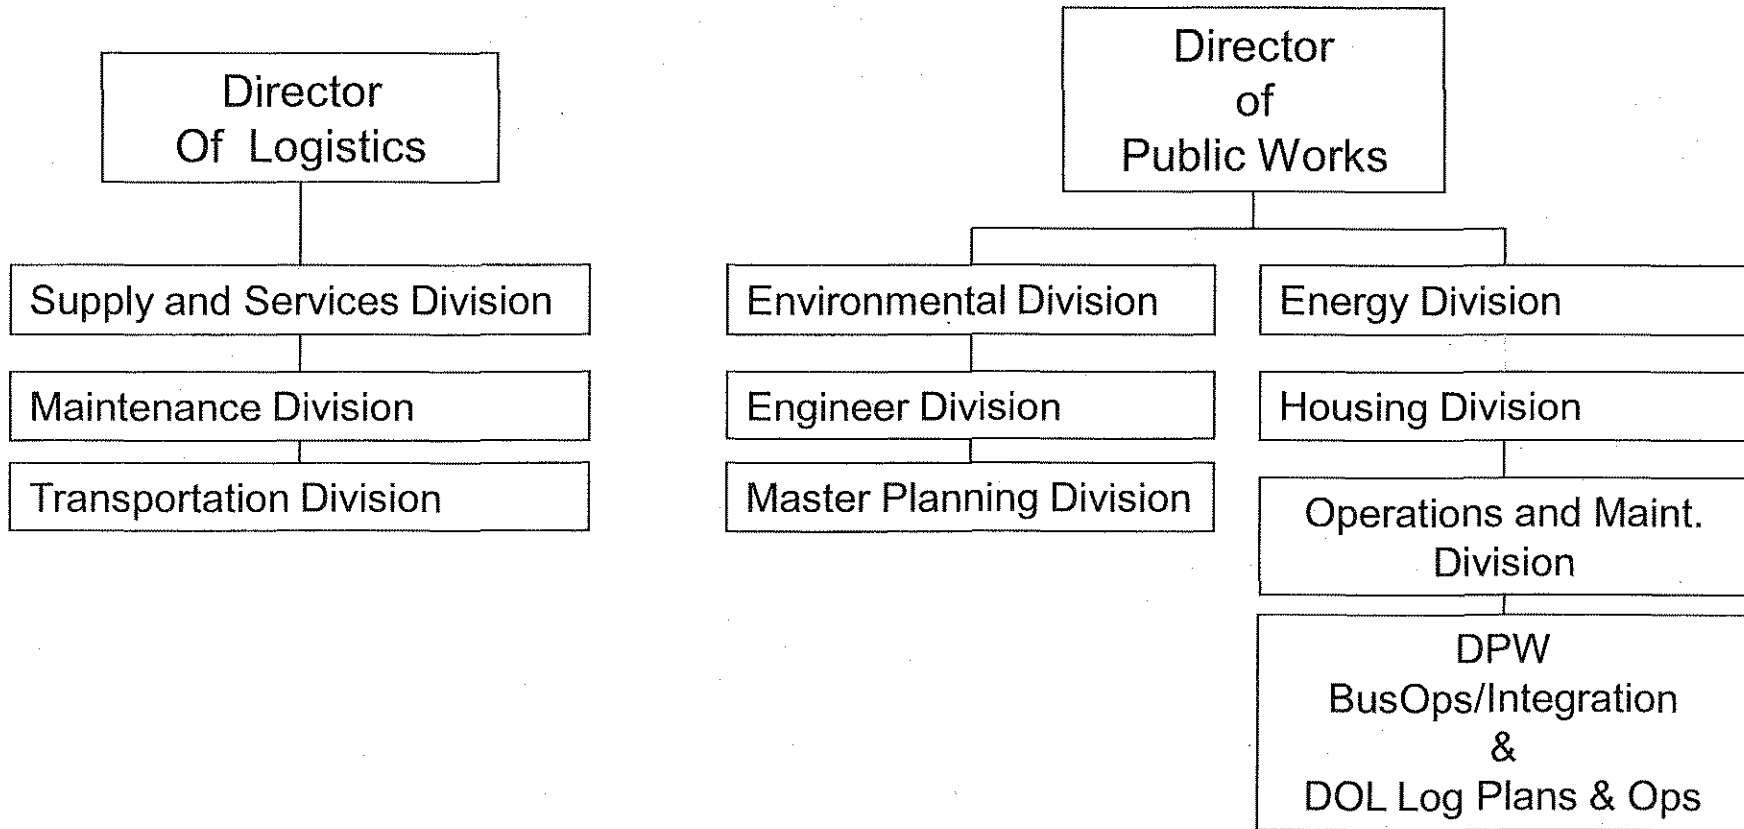 Director
Of Logistics
Supply and Services Division
Maintenance Division
Transportation Division
Director
of
Public Works
Environmental Division
Engineer Division
Master Planning Division
Energy Division
Housing Division
Operations and Maint.
Division
DPW
BusOps/Integration
&
DOL Log Plans & Ops